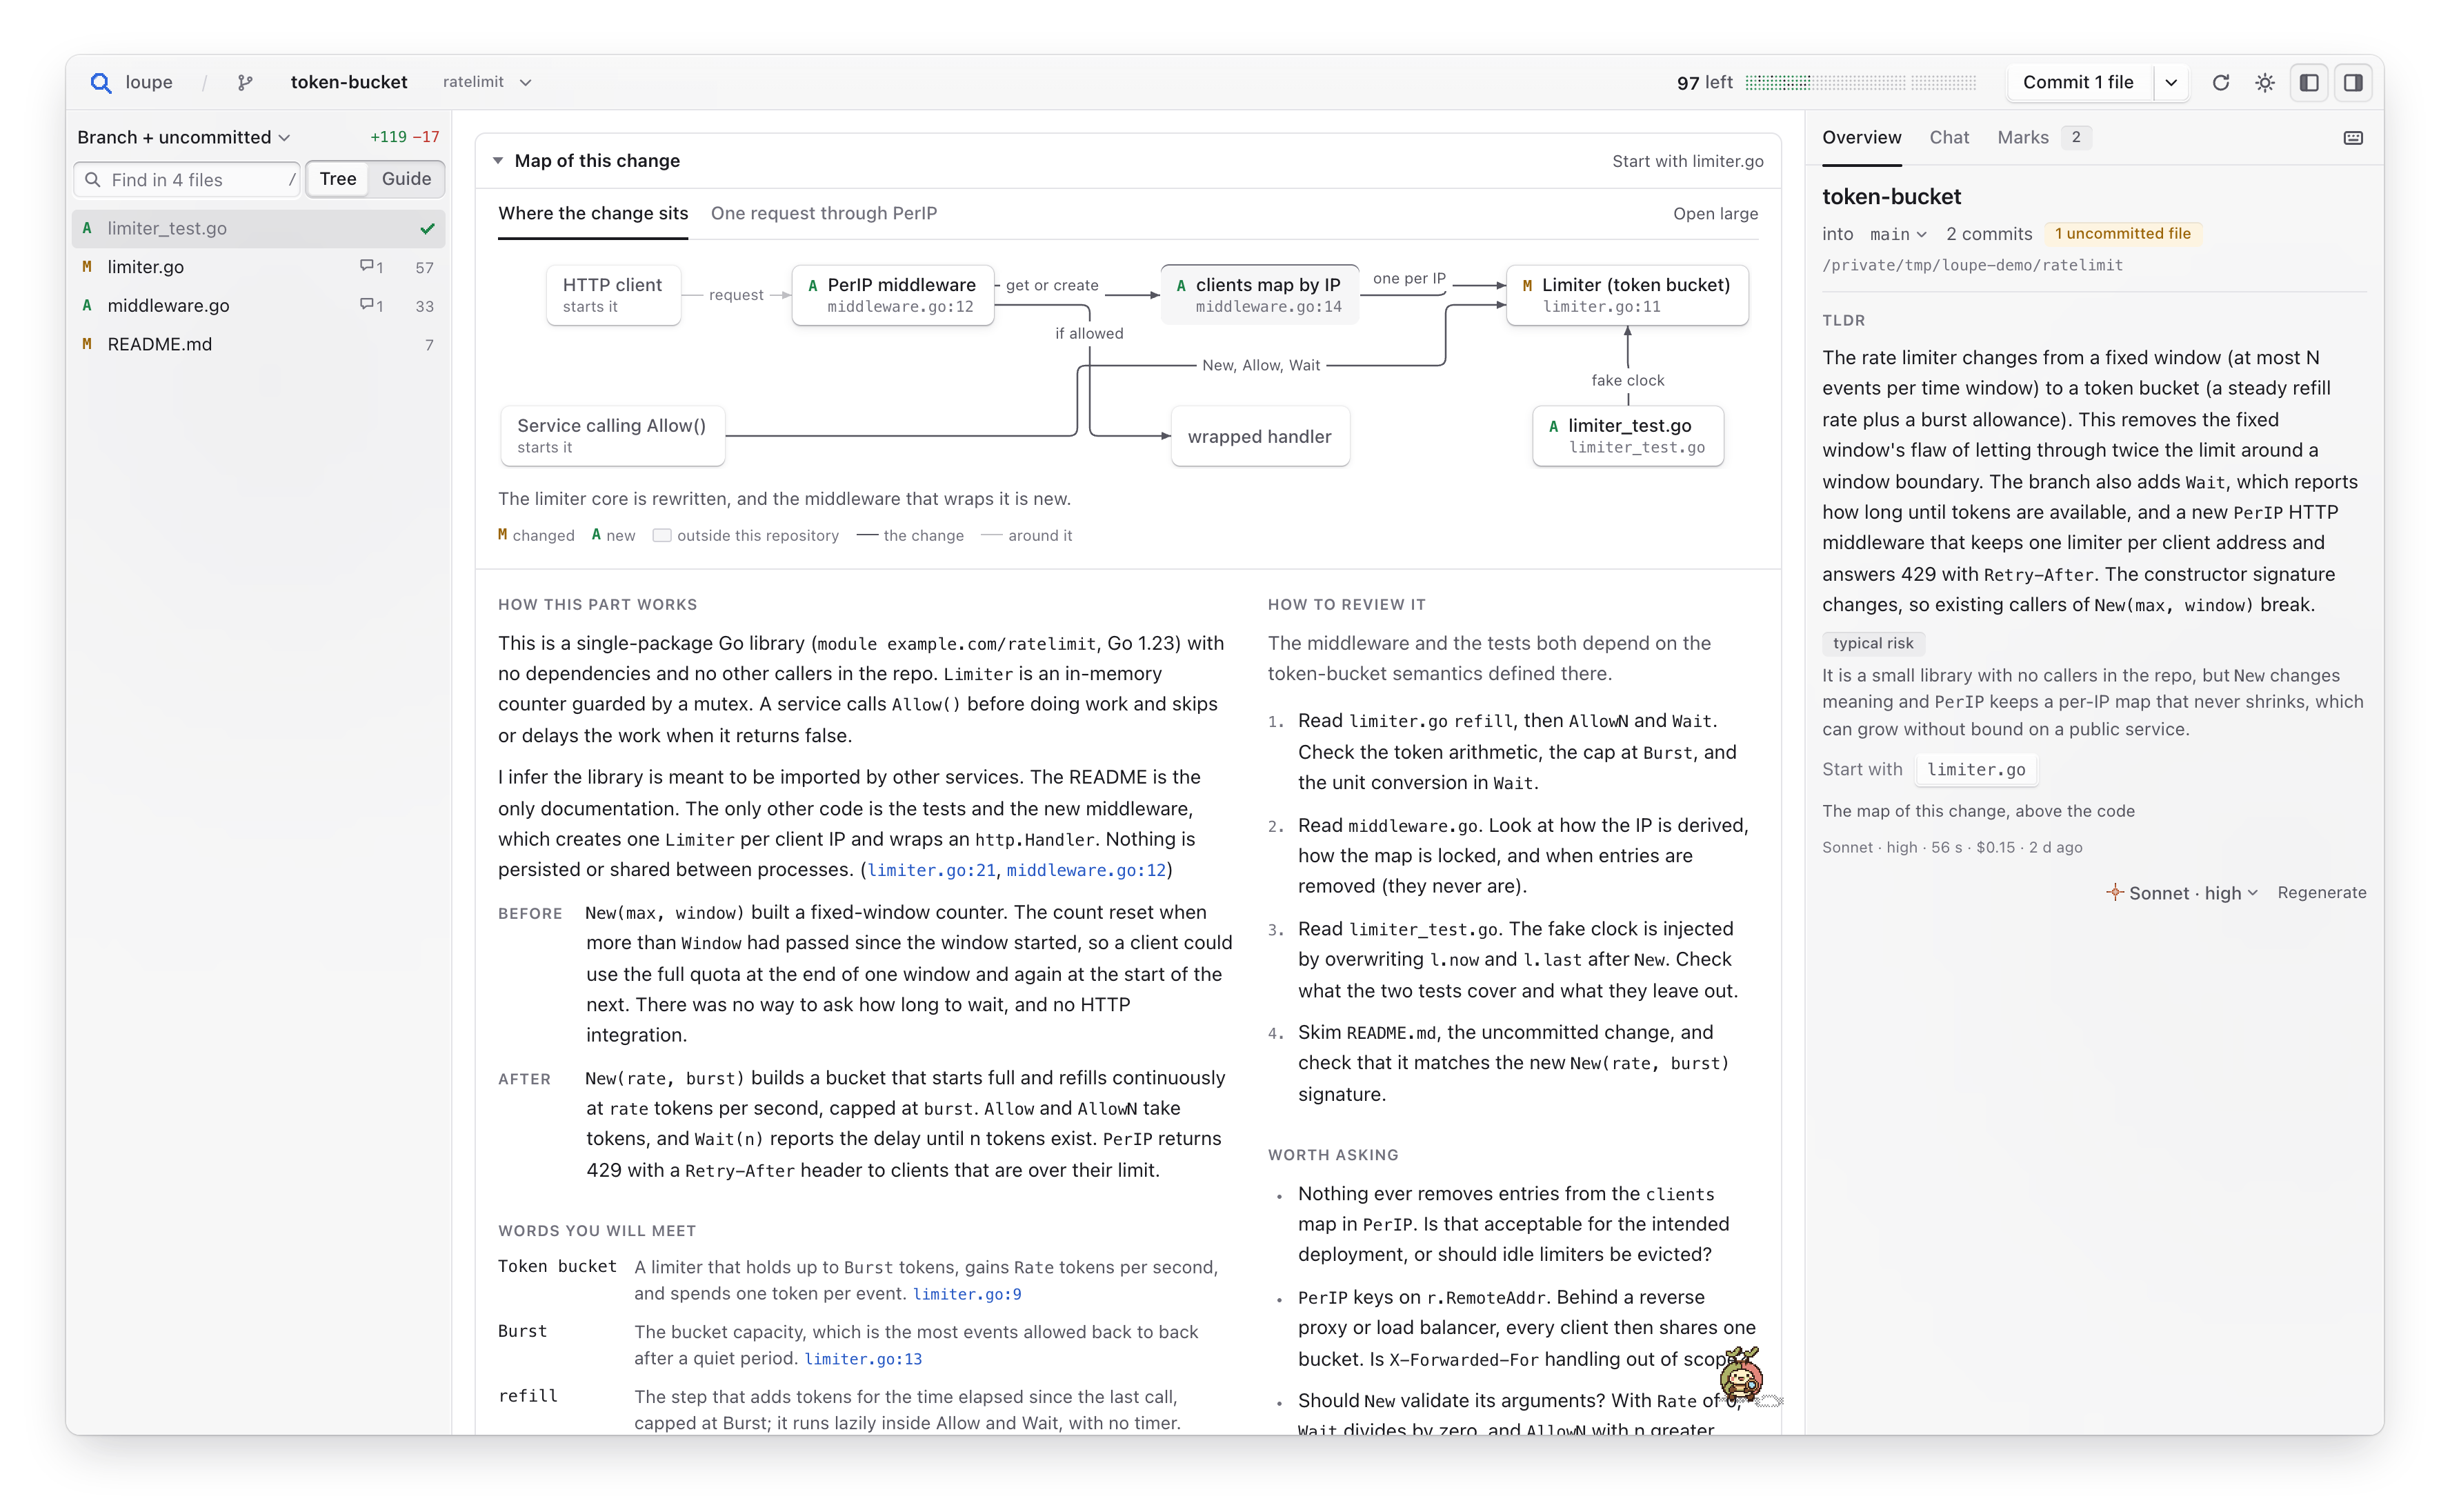 loupe / token-bucket ratelimit
97 left
Commit 1 file
Branch + uncommitted +119 −17
Find in 4 files /
Tree Guide
A limiter_test.go
M limiter.go 1 57
A middleware.go 1 33
M README.md 7
Map of this change
Start with limiter.go
Where the change sits One request through PerIP
Open large
HTTP client
starts it
request
A PerIP middleware
middleware.go:12
get or create
A clients map by IP
middleware.go:14
one per IP
M Limiter (token bucket)
limiter.go:11
if allowed
New, Allow, Wait
fake clock
Service calling Allow()
starts it
wrapped handler
A limiter_test.go
limiter_test.go
The limiter core is rewritten, and the middleware that wraps it is new.
M changed A new outside this repository the change around it
HOW THIS PART WORKS
This is a single-package Go library (module example.com/ratelimit, Go 1.23) with
no dependencies and no other callers in the repo. Limiter is an in-memory
counter guarded by a mutex. A service calls Allow() before doing work and skips
or delays the work when it returns false.
I infer the library is meant to be imported by other services. The README is the
only documentation. The only other code is the tests and the new middleware,
which creates one Limiter per client IP and wraps an http.Handler. Nothing is
persisted or shared between processes. (limiter.go:21, middleware.go:12)
BEFORE New(max, window) built a fixed-window counter. The count reset when
more than Window had passed since the window started, so a client could
use the full quota at the end of one window and again at the start of the
next. There was no way to ask how long to wait, and no HTTP
integration.
AFTER New(rate, burst) builds a bucket that starts full and refills continuously
at rate tokens per second, capped at burst. Allow and AllowN take
tokens, and Wait(n) reports the delay until n tokens exist. PerIP returns
429 with a Retry-After header to clients that are over their limit.
WORDS YOU WILL MEET
Token bucket A limiter that holds up to Burst tokens, gains Rate tokens per second,
and spends one token per event. limiter.go:9
Burst The bucket capacity, which is the most events allowed back to back
after a quiet period. limiter.go:13
refill The step that adds tokens for the time elapsed since the last call,
capped at Burst; it runs lazily inside Allow and Wait, with no timer.
HOW TO REVIEW IT
The middleware and the tests both depend on the
token-bucket semantics defined there.
1. Read limiter.go refill, then AllowN and Wait.
Check the token arithmetic, the cap at Burst, and
the unit conversion in Wait.
2. Read middleware.go. Look at how the IP is derived,
how the map is locked, and when entries are
removed (they never are).
3. Read limiter_test.go. The fake clock is injected
by overwriting l.now and l.last after New. Check
what the two tests cover and what they leave out.
4. Skim README.md, the uncommitted change, and
check that it matches the new New(rate, burst)
signature.
WORTH ASKING
• Nothing ever removes entries from the clients
map in PerIP. Is that acceptable for the intended
deployment, or should idle limiters be evicted?
• PerIP keys on r.RemoteAddr. Behind a reverse
proxy or load balancer, every client then shares one
bucket. Is X-Forwarded-For handling out of scope
• Should New validate its arguments? With Rate of 0,
Wait divides by zero, and AllowN with n greater
Overview Chat Marks 2
token-bucket
into main 2 commits 1 uncommitted file
/private/tmp/loupe-demo/ratelimit
TLDR
The rate limiter changes from a fixed window (at most N
events per time window) to a token bucket (a steady refill
rate plus a burst allowance). This removes the fixed
window's flaw of letting through twice the limit around a
window boundary. The branch also adds Wait, which reports
how long until tokens are available, and a new PerIP HTTP
middleware that keeps one limiter per client address and
answers 429 with Retry-After. The constructor signature
changes, so existing callers of New(max, window) break.
typical risk
It is a small library with no callers in the repo, but New changes
meaning and PerIP keeps a per-IP map that never shrinks, which
can grow without bound on a public service.
Start with limiter.go
The map of this change, above the code
Sonnet · high · 56 s · $0.15 · 2 d ago
Sonnet · high Regenerate